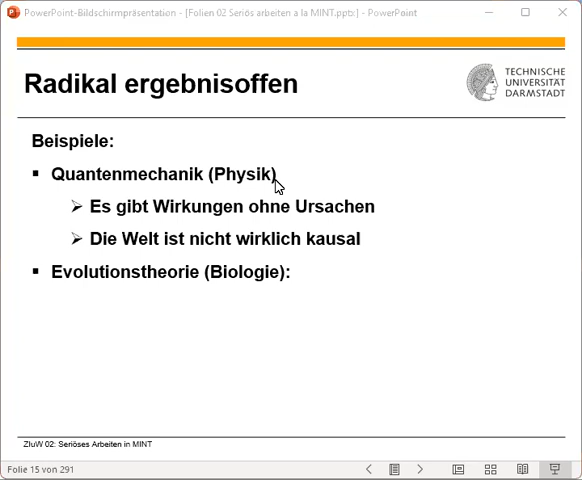 PowerPoint-Bildschirmpräsentation - [Folien 02 Seriös arbeiten a la MINT.pptx] - PowerPoint
Radikal ergebnisoffen
TECHNISCHE
UNIVERSITÄT
DARMSTADT
Beispiele:
Quantenmechanik (Physik)
Es gibt Wirkungen ohne Ursachen
Die Welt ist nicht wirklich kausal
Evolutionstheorie (Biologie):
ZIuW 02: Seriöses Arbeiten in MINT
Folie 15 von 291